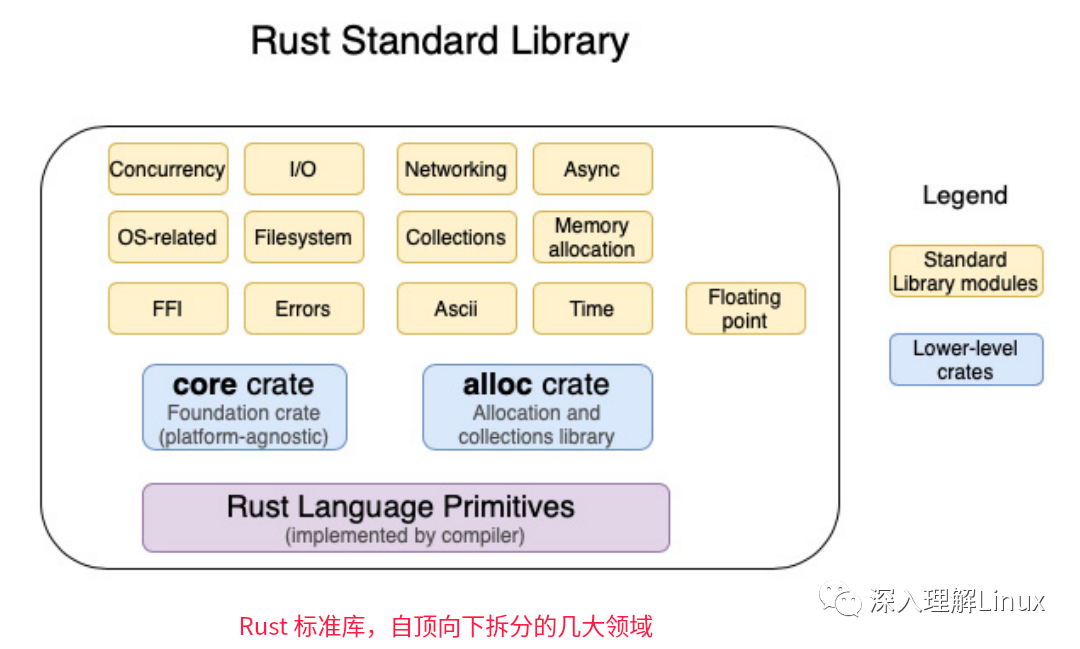 Rust Standard Library
Concurrency
I/O
Networking
Async
OS-related
Filesystem
Collections
Memory
allocation
FFI
Errors
Ascii
Time
Floating
point
core crate
Foundation crate
(platform-agnostic)
alloc crate
Allocation and
collections library
Rust Language Primitives
(implemented by compiler)
Legend
Standard
Library modules
Lower-level
crates
深入理解Linux
Rust 标准库，自顶向下拆分的几大领域